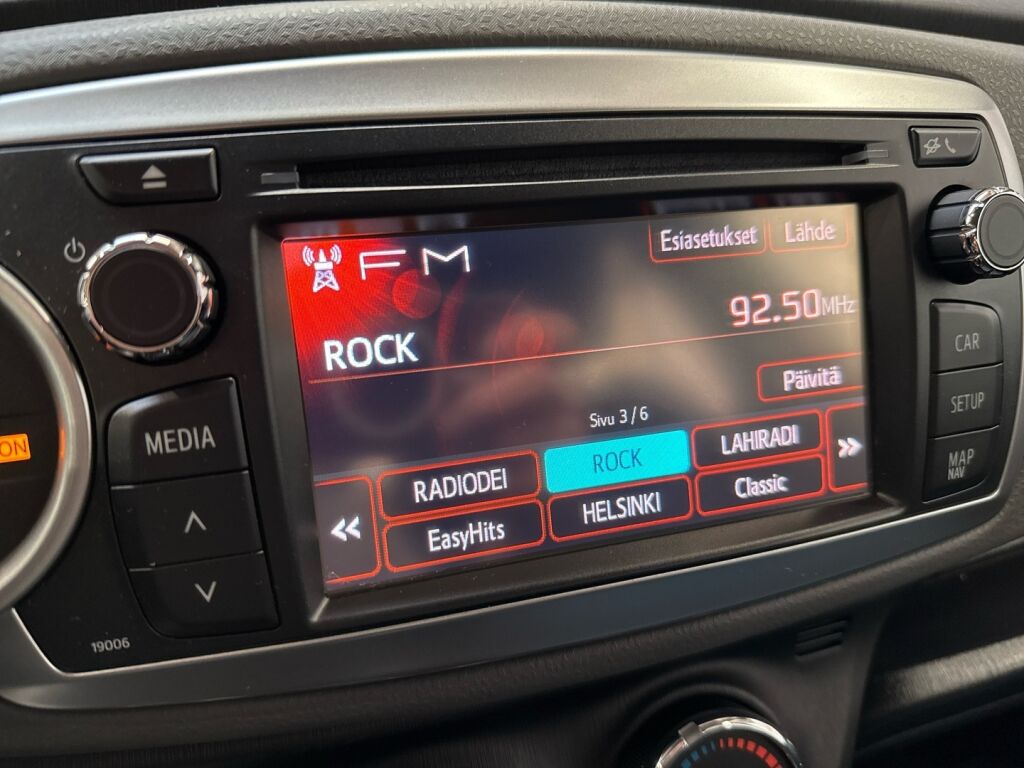 FM
Esiasetukset
Lähde
92.50MHz
ROCK
Päivitä
Sivu 3 / 6
RADIODEI
ROCK
LAHIRADI
EasyHits
HELSINKI
Classic
MEDIA
CAR
SETUP
MAP
NAV
ON
19006